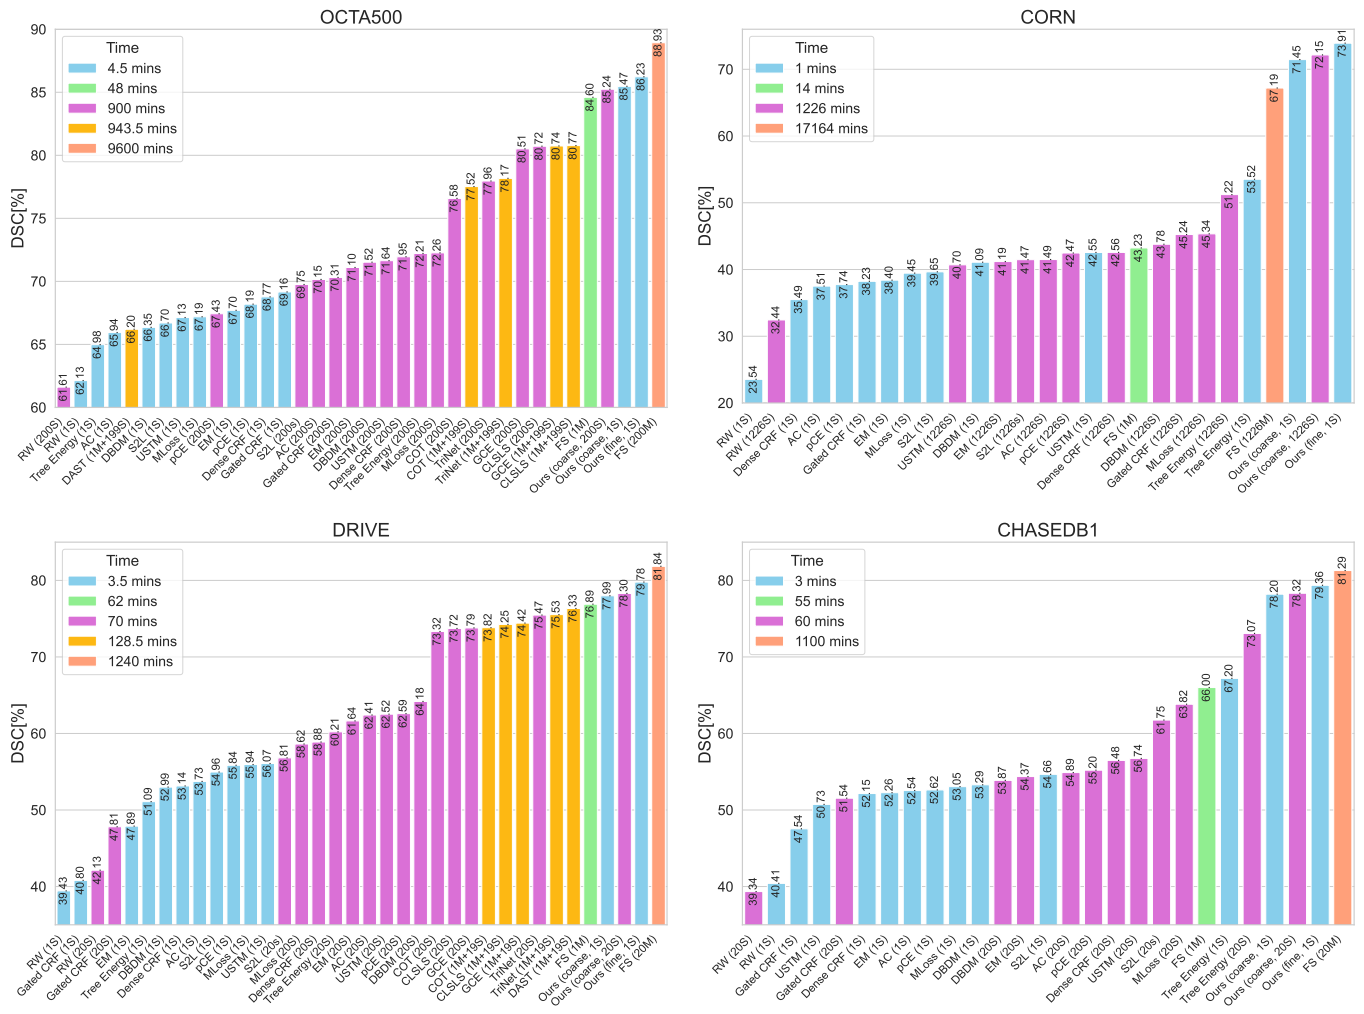 OCTA500
DSC[%]
90
85
80
75
70
65
60
Time
4.5 mins
48 mins
900 mins
943.5 mins
9600 mins
61.61
62.13
64.98
65.94
66.20
66.35
66.70
67.13
67.19
67.43
67.70
68.19
68.77
69.16
69.75
70.15
70.31
71.10
71.52
71.64
71.95
72.21
72.26
76.58
77.52
77.96
78.17
80.51
80.72
80.74
80.77
84.60
85.24
85.47
86.23
88.93
RW (200S)
RW (1S)
Tree Energy (1S)
AC (1S)
DAST (1M+199S)
DBDM (1S)
S2L (1S)
USTM (1S)
MLoss (1S)
pCE (200S)
EM (1S)
pCE (1S)
Dense CRF (1S)
Gated CRF (1S)
S2L (200s)
AC (200S)
Gated CRF (200S)
EM (200S)
DBDM (200S)
USTM (200S)
Dense CRF (200S)
Tree Energy (200S)
MLoss (200S)
COT (200S)
COT (1M+199S)
TriNet (200S)
TriNet (1M+199S)
GCE (200S)
CLSLS (200S)
GCE (1M+199S)
CLSLS (1M+199S)
FS (1M)
Ours (coarse, 200S)
Ours (coarse, 1S)
Ours (fine, 1S)
FS (200M)
CORN
DSC[%]
70
60
50
40
30
20
Time
1 mins
14 mins
1226 mins
17164 mins
23.54
32.44
35.49
37.51
37.74
38.23
38.40
39.45
39.65
40.70
41.09
41.19
41.47
41.49
42.47
42.55
42.56
43.23
43.78
45.24
45.34
51.22
53.52
67.19
71.45
72.15
73.91
RW (1S)
RW (1226S)
Dense CRF (1S)
AC (1S)
pCE (1S)
Gated CRF (1S)
EM (1S)
MLoss (1S)
S2L (1S)
USTM (1226S)
DBDM (1S)
EM (1226S)
S2L (1226s)
AC (1226S)
pCE (1226S)
USTM (1S)
Dense CRF (1226S)
FS (1M)
DBDM (1226S)
Gated CRF (1226S)
MLoss (1226S)
Tree Energy (1226S)
Tree Energy (1S)
FS (1226M)
Ours (coarse, 1S)
Ours (coarse, 1226S)
Ours (fine, 1S)
DRIVE
DSC[%]
80
70
60
50
40
Time
3.5 mins
62 mins
70 mins
128.5 mins
1240 mins
39.43
40.80
42.13
47.81
47.89
51.09
52.99
53.14
53.73
54.96
55.84
55.94
56.07
56.81
58.62
58.88
60.21
61.64
62.41
62.52
62.59
64.18
73.32
73.72
73.79
73.82
74.25
74.42
75.47
75.53
76.33
76.89
77.99
78.30
79.78
81.84
RW (1S)
Gated CRF (1S)
RW (20S)
Gated CRF (20S)
EM (1S)
Tree Energy (1S)
DBDM (1S)
Dense CRF (1S)
AC (1S)
S2L (1S)
pCE (1S)
MLoss (1S)
USTM (1S)
S2L (20s)
MLoss (20S)
Dense CRF (20S)
Tree Energy (20S)
EM (20S)
AC (20S)
USTM (20S)
pCE (20S)
DBDM (20S)
COT (20S)
CLSLS (20S)
GCE (20S)
COT (1M+19S)
CLSLS (1M+19S)
GCE (1M+19S)
TriNet (20S)
TriNet (1M+19S)
DAST (1M+19S)
FS (1M)
Ours (coarse, 1S)
Ours (coarse, 20S)
Ours (fine, 1S)
FS (20M)
CHASEDB1
DSC[%]
80
70
60
50
40
Time
3 mins
55 mins
60 mins
1100 mins
39.34
40.41
47.54
50.73
51.54
52.15
52.26
52.54
52.62
53.05
53.29
53.87
54.37
54.66
54.89
55.20
56.48
56.74
61.75
63.82
66.00
67.20
73.07
78.20
78.32
79.36
81.29
RW (20S)
RW (1S)
Gated CRF (1S)
USTM (1S)
Gated CRF (20S)
Dense CRF (1S)
EM (1S)
AC (1S)
pCE (1S)
MLoss (1S)
DBDM (1S)
DBDM (20S)
EM (20S)
S2L (1S)
AC (20S)
pCE (20S)
Dense CRF (20S)
USTM (20S)
S2L (20s)
MLoss (20S)
FS (1M)
Tree Energy (1S)
Tree Energy (20S)
Ours (coarse, 1S)
Ours (coarse, 20S)
Ours (fine, 1S)
FS (20M)